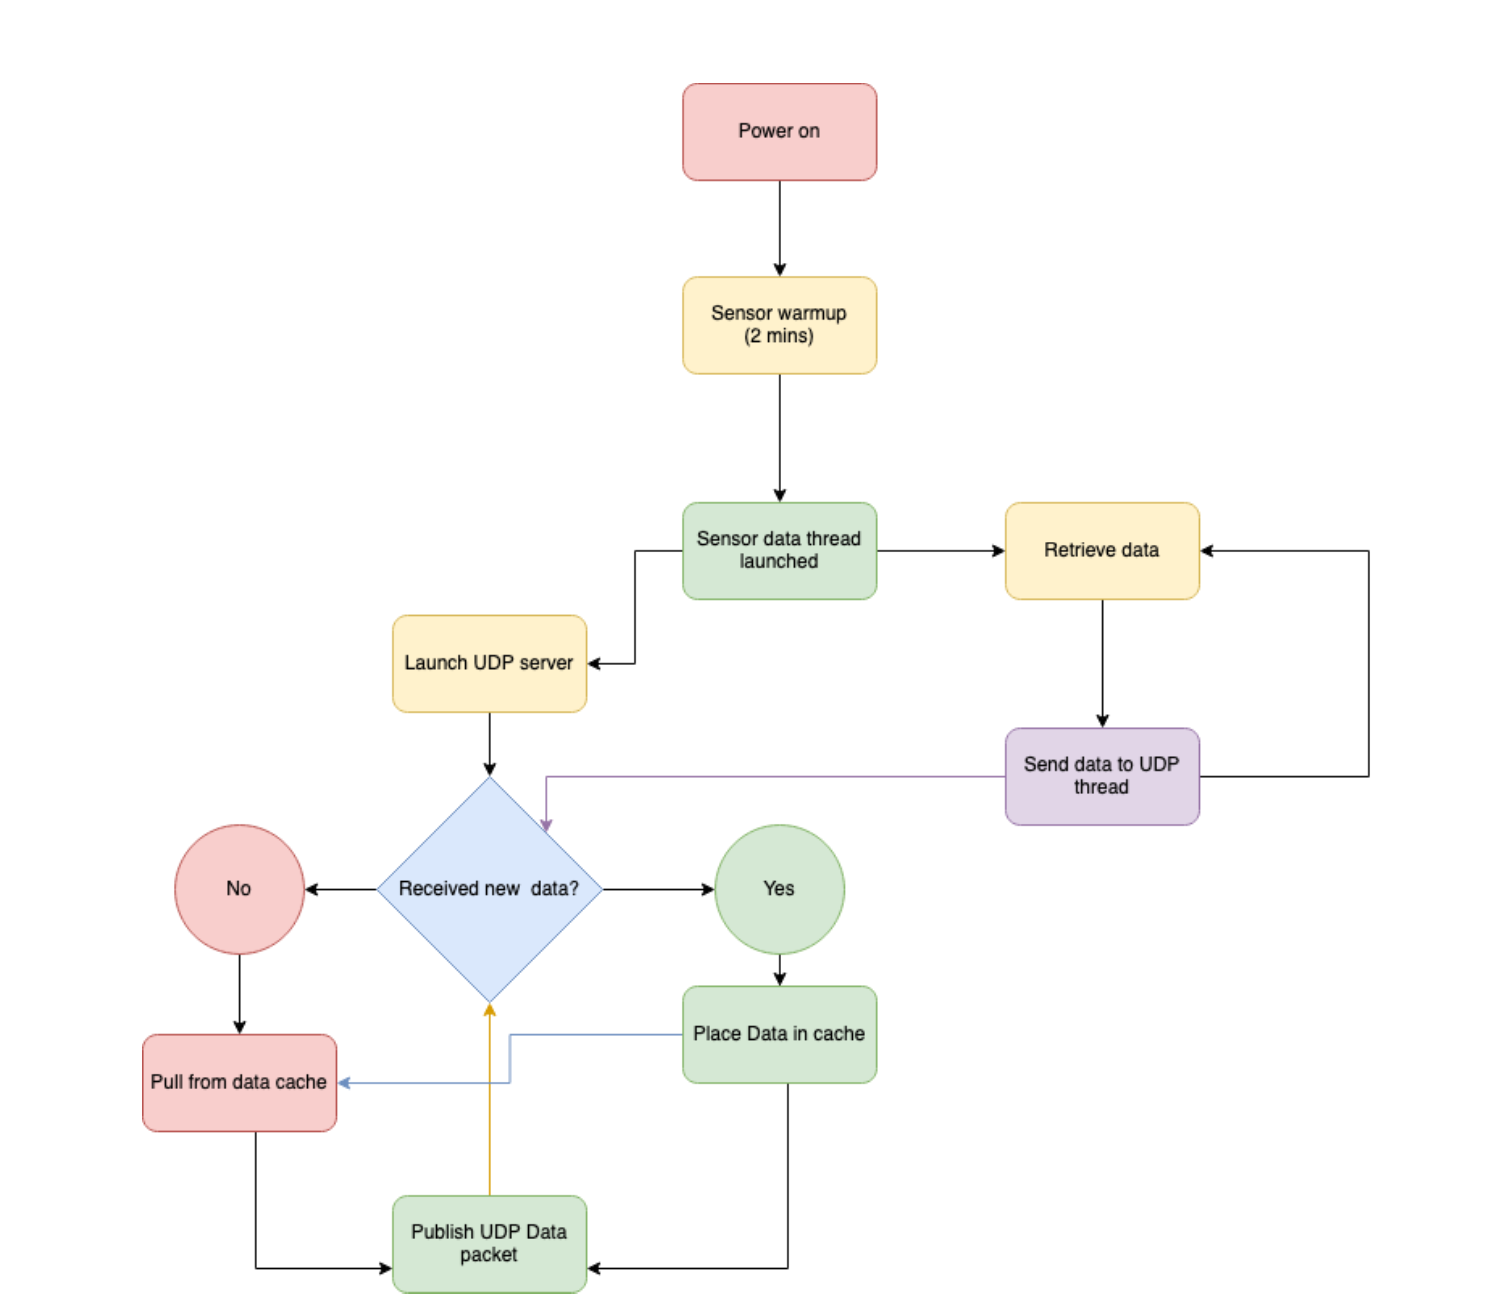 Power on
Sensor warmup
(2 mins)
Sensor data thread
launched
Retrieve data
Launch UDP server
Send data to UDP
thread
No
Received new  data?
Yes
Place Data in cache
Pull from data cache
Publish UDP Data
packet